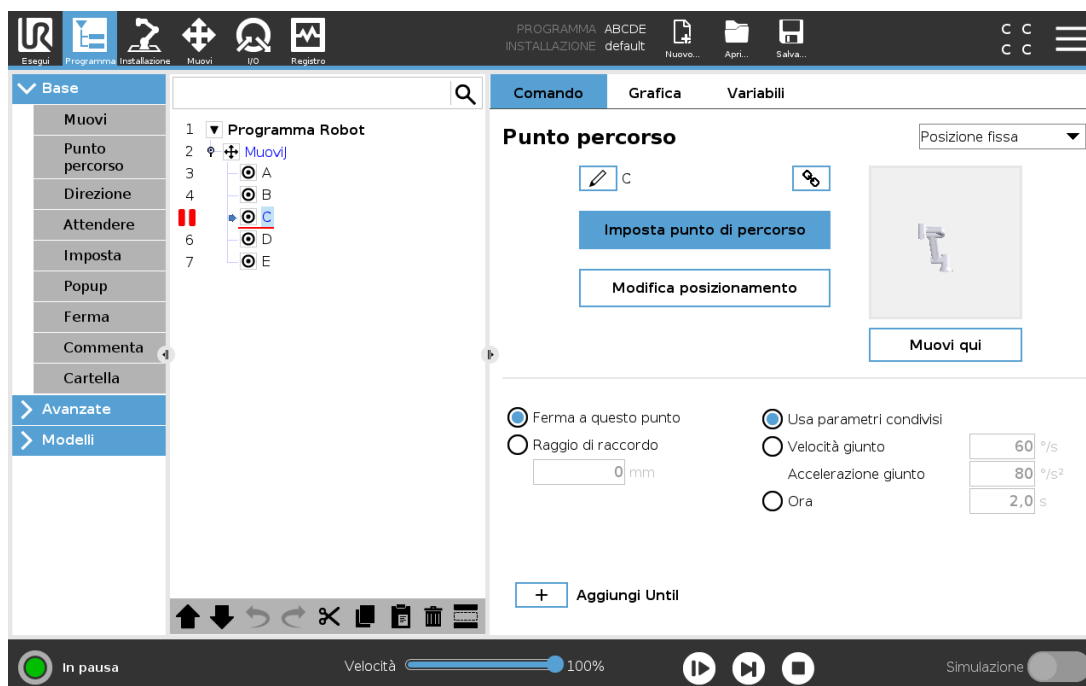 PROGRAMMA ABCDE
INSTALLAZIONE default
UR
Esegui
Programma
Installazione
Muovi
I/O
Registro
Nuovo...
Apri...
Salva...
C C
C C
Base
Muovi
Punto
percorso
Direzione
Attendere
Imposta
Popup
Ferma
Commenta
Cartella
Avanzate
Modelli
1 Programma Robot
2 MuoviJ
3 A
4 B
C
6 D
7 E
Comando Grafica Variabili
Punto percorso
Posizione fissa
C
Imposta punto di percorso
Modifica posizionamento
Muovi qui
Ferma a questo punto
Raggio di raccordo
0 mm
Usa parametri condivisi
Velocità giunto 60 °/s
Accelerazione giunto 80 °/s²
Ora 2,0 s
+ Aggiungi Until
In pausa
Velocità 100%
Simulazione